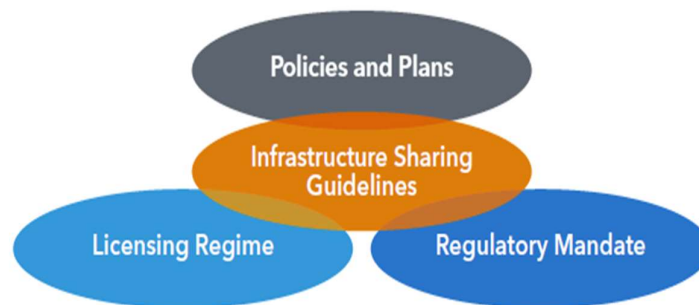 Policies and Plans
Infrastructure Sharing
Guidelines
Licensing Regime
Regulatory Mandate